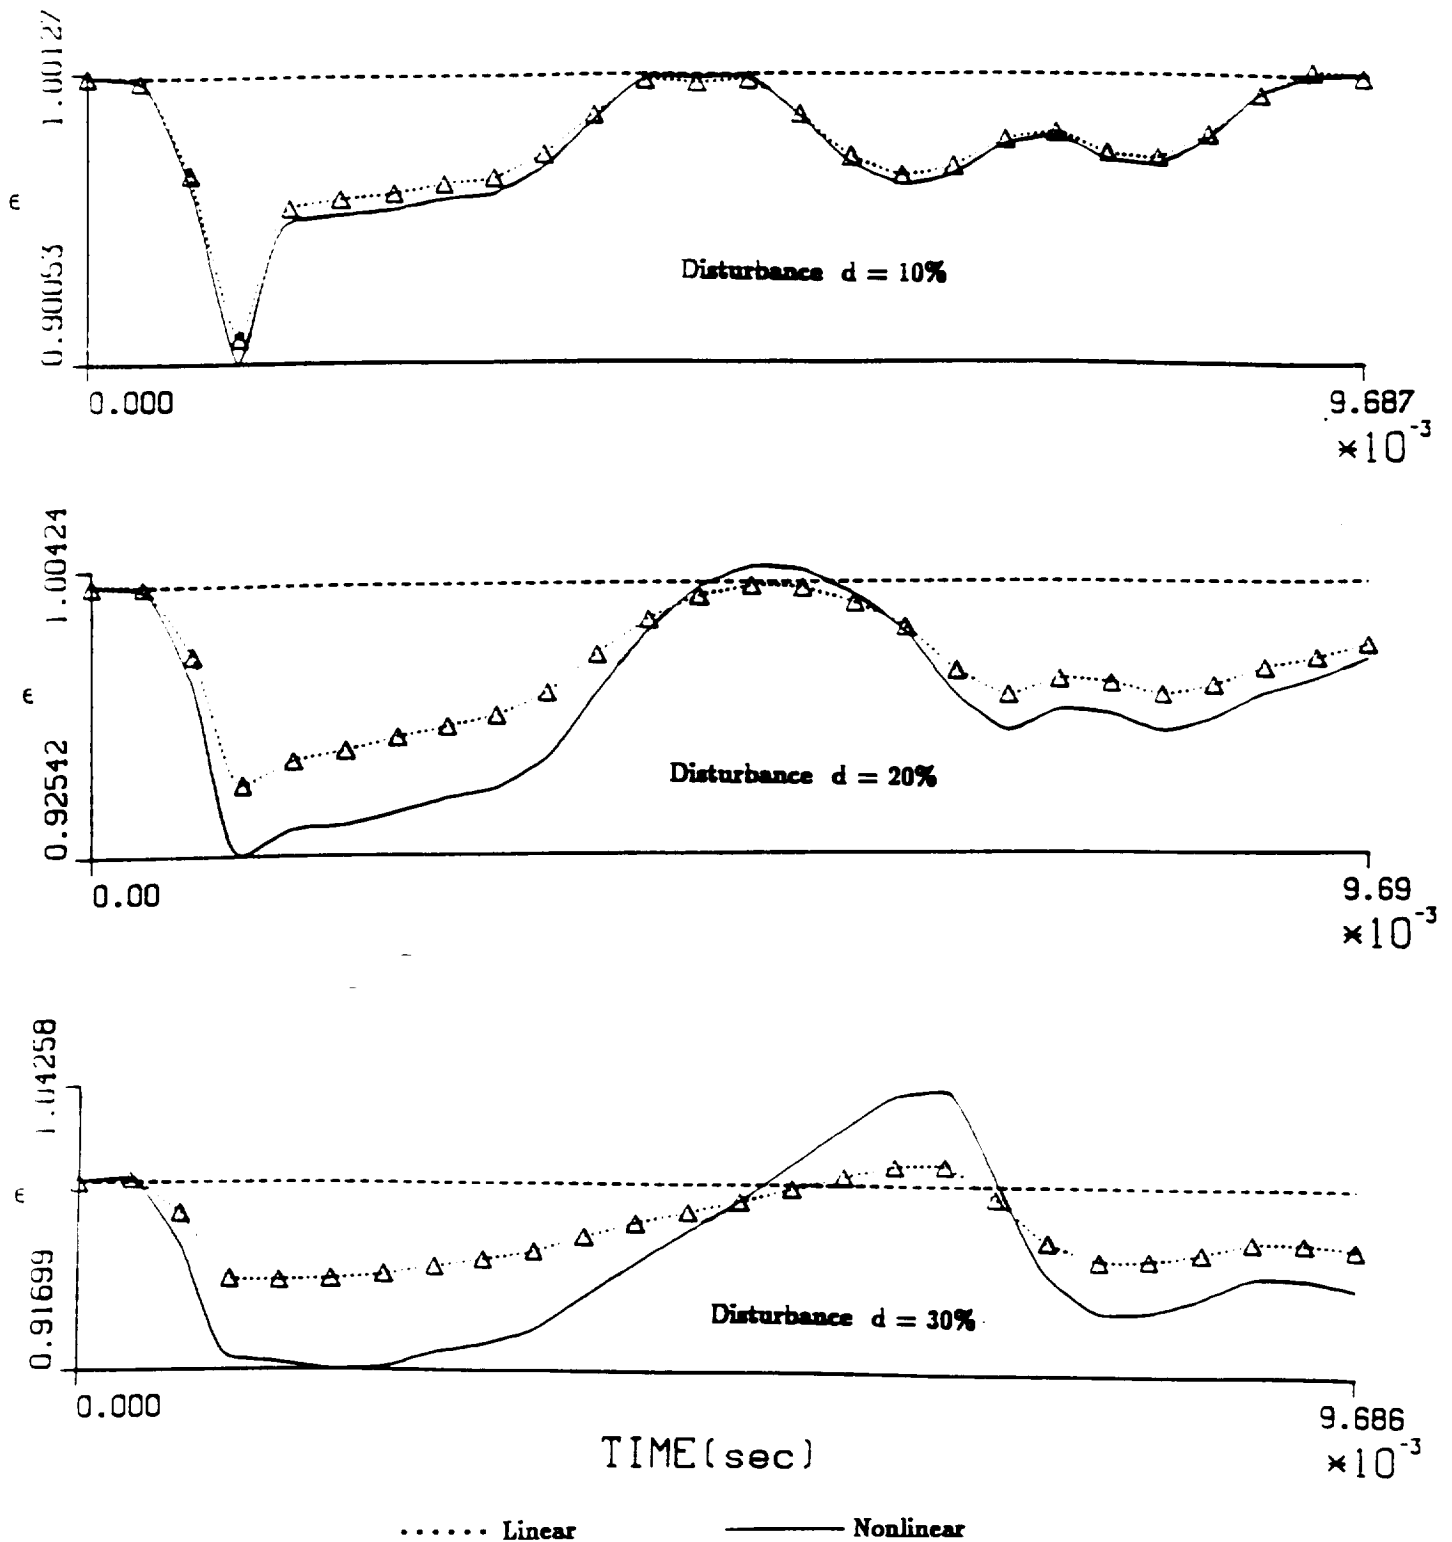 1.00127
ϵ
0.90053
Disturbance d = 10%
0.000
9.687
×10⁻³
1.00424
ϵ
0.92542
Disturbance d = 20%
0.00
9.69
×10⁻³
1.04258
ϵ
0.91699
Disturbance d = 30%
0.000
9.686
TIME(sec)
×10⁻³
Linear
Nonlinear